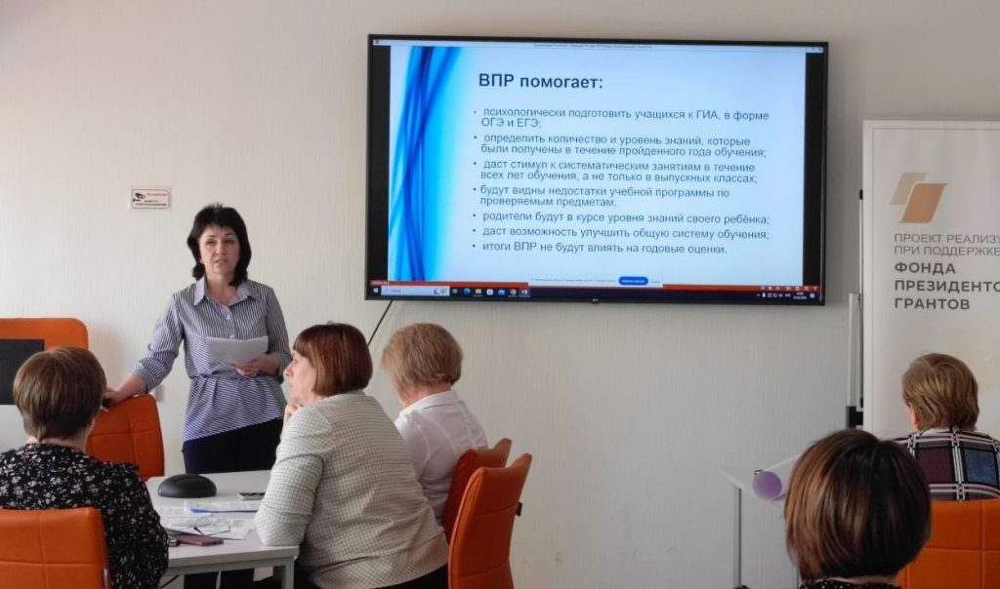 ВПР помогает:
• психологически подготовить учащихся к ГИА, в форме
ОГЭ и ЕГЭ;
• определить количество и уровень знаний, которые
были получены в течение пройденного года обучения;
• даст стимул к систематическим занятиям в течение
всех лет обучения, а не только в выпускных классах;
• будут видны недостатки учебной программы по
проверяемым предметам;
• родители будут в курсе уровня знаний своего ребёнка;
• даст возможность улучшить общую систему обучения;
• итоги ВПР не будут влиять на годовые оценки.
ПРОЕКТ РЕАЛИЗУ
ПРИ ПОДДЕРЖКЕ
ФОНДА
ПРЕЗИДЕНТС
ГРАНТОВ